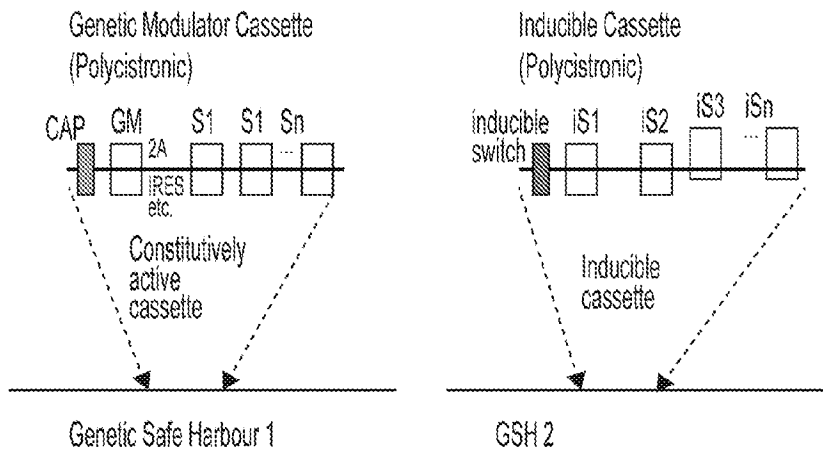 Genetic Modulator Cassette
(Polycistronic)
CAP GM 2A S1 S1 Sn
...
IRES
etc.
Constitutively
active
cassette
Genetic Safe Harbour 1
Inducible Cassette
(Polycistronic)
inducible
switch
iS1 iS2 iS3 iSn
...
Inducible
cassette
GSH 2